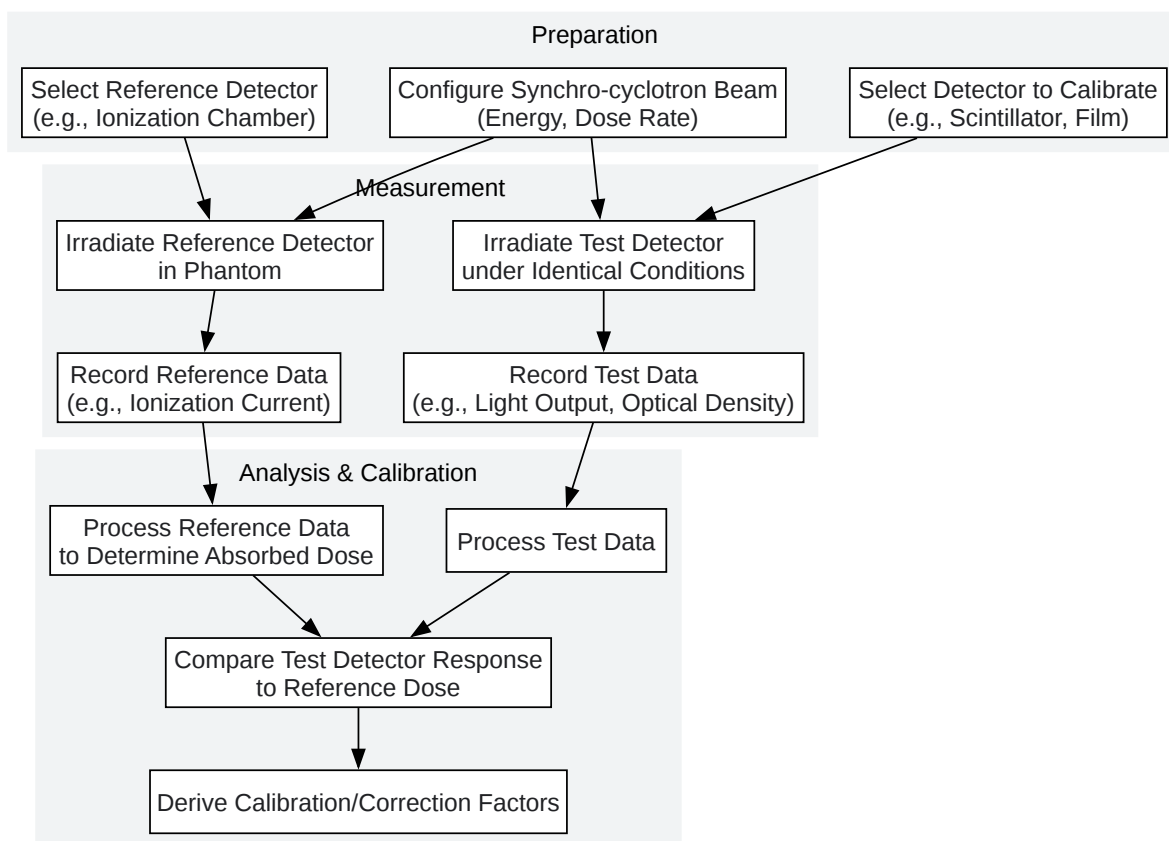 Preparation
Select Reference Detector
(e.g., Ionization Chamber)
Configure Synchro-cyclotron Beam
(Energy, Dose Rate)
Select Detector to Calibrate
(e.g., Scintillator, Film)
Measurement
Irradiate Reference Detector
in Phantom
Irradiate Test Detector
under Identical Conditions
Record Reference Data
(e.g., Ionization Current)
Record Test Data
(e.g., Light Output, Optical Density)
Analysis & Calibration
Process Reference Data
to Determine Absorbed Dose
Process Test Data
Compare Test Detector Response
to Reference Dose
Derive Calibration/Correction Factors